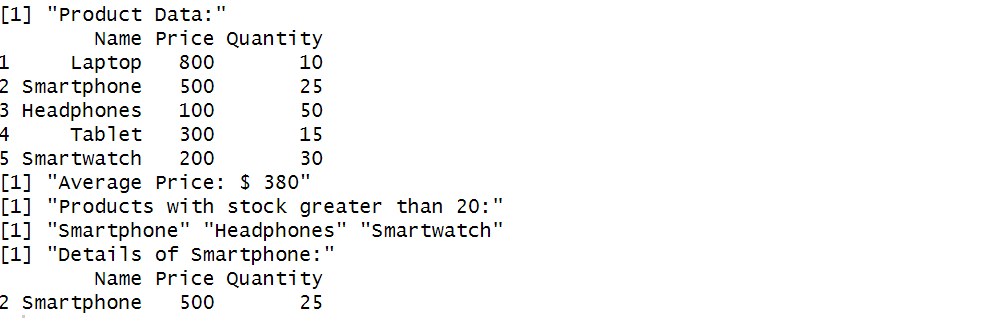 [1] "Product Data:"
        Name Price Quantity
1     Laptop   800       10
2 Smartphone   500       25
3 Headphones   100       50
4     Tablet   300       15
5 Smartwatch   200       30
[1] "Average Price: $ 380"
[1] "Products with stock greater than 20:"
[1] "Smartphone" "Headphones" "Smartwatch"
[1] "Details of Smartphone:"
        Name Price Quantity
2 Smartphone   500       25